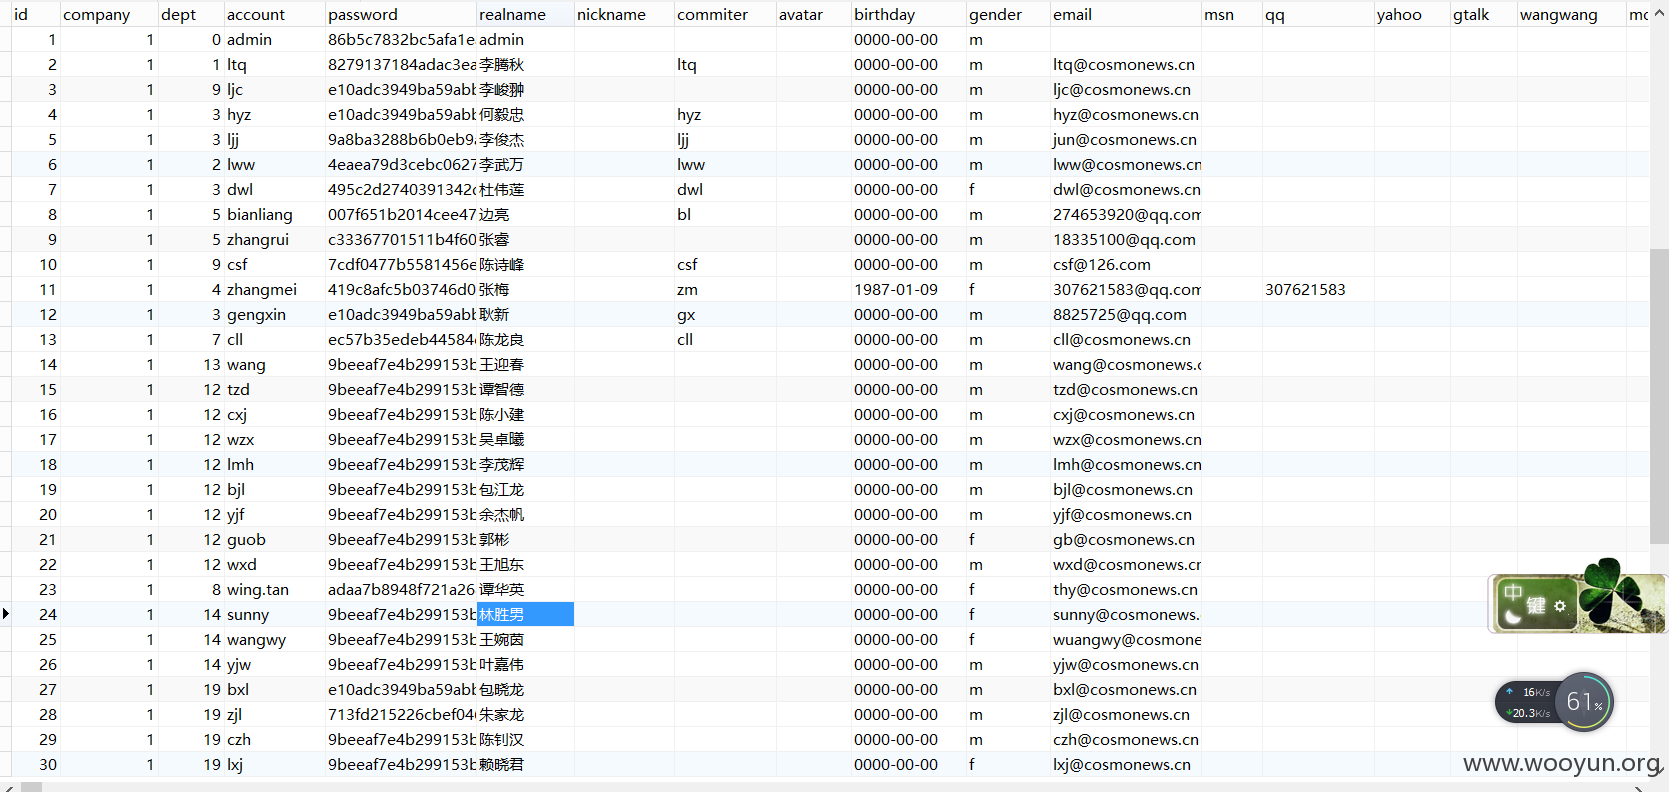 id company dept account password realname nickname commiter avatar birthday gender email msn qq yahoo gtalk wangwang mo
1 1 0 admin 86b5c7832bc5afa1e admin 0000-00-00 m
2 1 1 ltq 8279137184adac3ea 李腾秋 ltq 0000-00-00 m ltq@cosmonews.cn
3 1 9 ljc e10adc3949ba59abb 李峻翀 0000-00-00 m ljc@cosmonews.cn
4 1 3 hyz e10adc3949ba59abb 何毅忠 hyz 0000-00-00 m hyz@cosmonews.cn
5 1 3 ljj 9a8ba3288b6b0eb9 李俊杰 ljj 0000-00-00 m jun@cosmonews.cn
6 1 2 lww 4eaea79d3cebc0627 李武万 lww 0000-00-00 m lww@cosmonews.cn
7 1 3 dwl 495c2d2740391342 杜伟莲 dwl 0000-00-00 f dwl@cosmonews.cn
8 1 5 bianliang 007f651b2014cee47 边亮 bl 0000-00-00 m 274653920@qq.com
9 1 5 zhangrui c33367701511b4f60 张睿 0000-00-00 m 18335100@qq.com
10 1 9 csf 7cdf0477b5581456e 陈诗峰 csf 0000-00-00 m csf@126.com
11 1 4 zhangmei 419c8afc5b03746d0 张梅 zm 1987-01-09 f 307621583@qq.com 307621583
12 1 3 gengxin e10adc3949ba59abb 耿新 gx 0000-00-00 m 8825725@qq.com
13 1 7 cll ec57b35edeb44584 陈龙良 cll 0000-00-00 m cll@cosmonews.cn
14 1 13 wang 9beeaf7e4b299153b 王迎春 0000-00-00 m wang@cosmonews.c
15 1 12 tzd 9beeaf7e4b299153b 谭智德 0000-00-00 m tzd@cosmonews.cn
16 1 12 cxj 9beeaf7e4b299153b 陈小建 0000-00-00 m cxj@cosmonews.cn
17 1 12 wzx 9beeaf7e4b299153b 吴卓曦 0000-00-00 m wzx@cosmonews.cn
18 1 12 lmh 9beeaf7e4b299153b 李茂辉 0000-00-00 m lmh@cosmonews.cn
19 1 12 bjl 9beeaf7e4b299153b 包江龙 0000-00-00 m bjl@cosmonews.cn
20 1 12 yjf 9beeaf7e4b299153b 余杰帆 0000-00-00 m yjf@cosmonews.cn
21 1 12 guob 9beeaf7e4b299153b 郭彬 0000-00-00 f gb@cosmonews.cn
22 1 12 wxd 9beeaf7e4b299153b 王旭东 0000-00-00 m wxd@cosmonews.cn
23 1 8 wing.tan adaa7b8948f721a26 谭华英 0000-00-00 f thy@cosmonews.cn
24 1 14 sunny 9beeaf7e4b299153b 林胜男 0000-00-00 f sunny@cosmonews.
25 1 14 wangwy 9beeaf7e4b299153b 王婉茵 0000-00-00 f wuangwy@cosmone
26 1 14 yjw 9beeaf7e4b299153b 叶嘉伟 0000-00-00 m yjw@cosmonews.cn
27 1 19 bxl e10adc3949ba59abb 包晓龙 0000-00-00 m bxl@cosmonews.cn
28 1 19 zjl 713fd215226cbef04 朱家龙 0000-00-00 m zjl@cosmonews.cn
29 1 19 czh 9beeaf7e4b299153b 陈钊汉 0000-00-00 m czh@cosmonews.cn
30 1 19 lxj 9beeaf7e4b299153b 赖晓君 0000-00-00 f lxj@cosmonews.cn
中
键
16K/s
20.3K/s
61%
www.wooyun.org